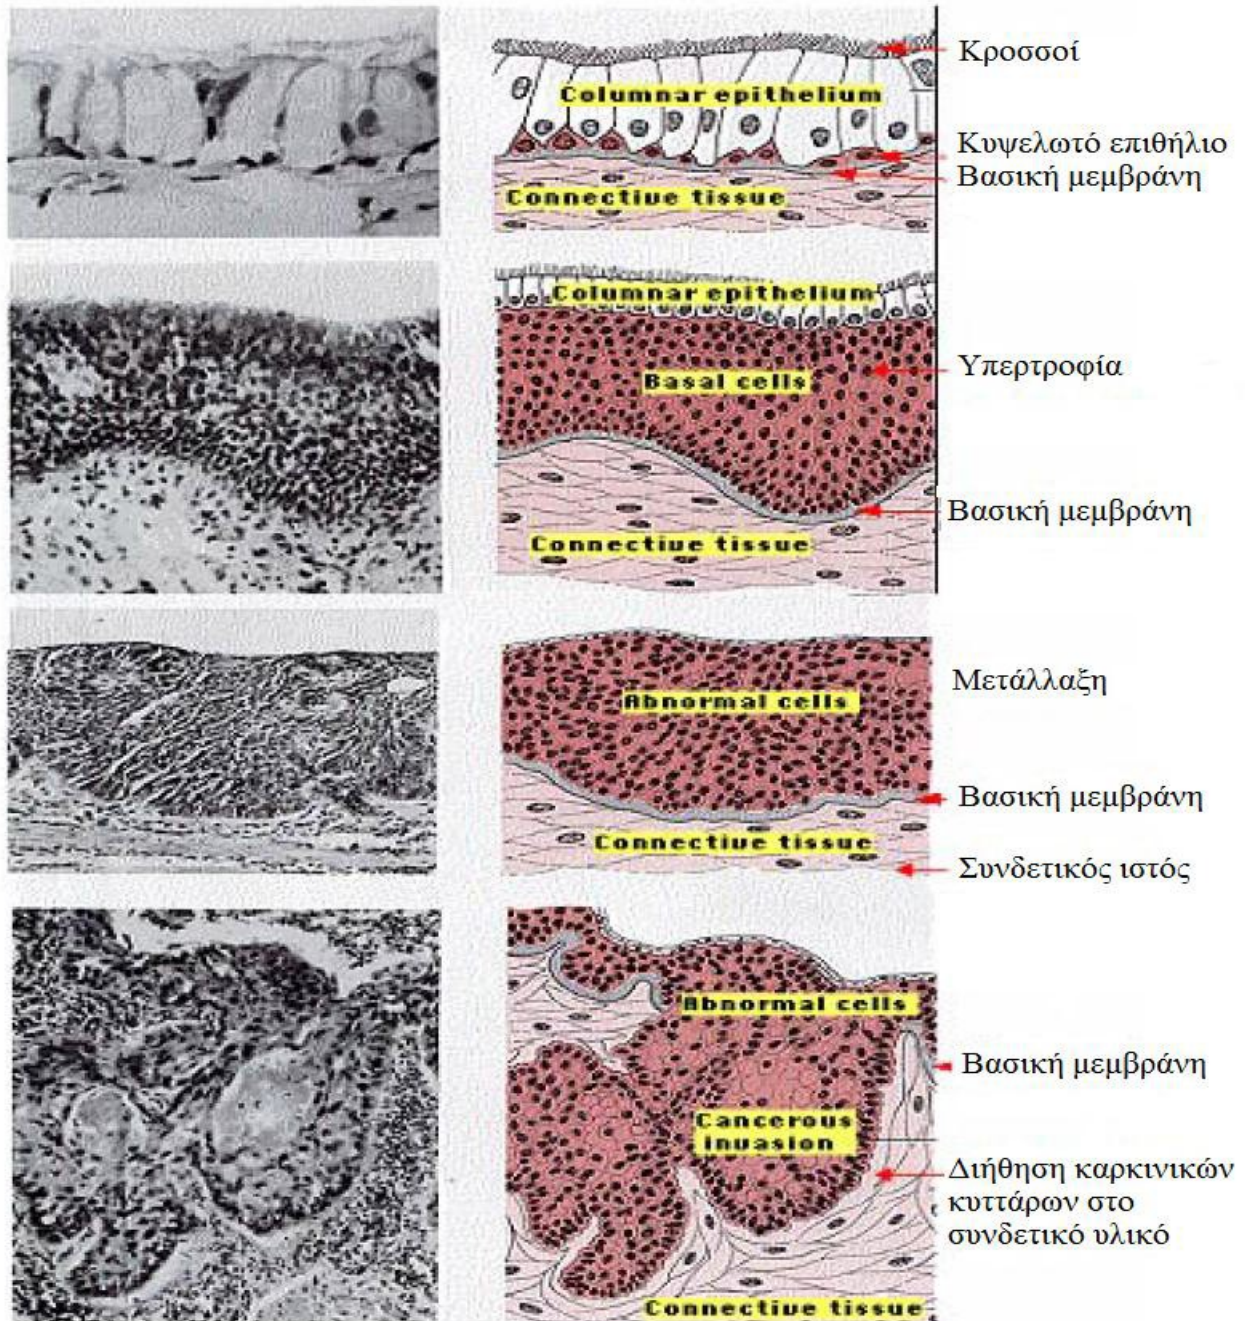 Κροσσοί
Columnar epithelium
Κυψελωτό επιθήλιο
Βασική μεμβράνη
Connective tissue
Columnar epithelium
Υπερτροφία
Basal cells
Βασική μεμβράνη
Connective tissue
Μετάλλαξη
Abnormal cells
Βασική μεμβράνη
Connective tissue
Συνδετικός ιστός
Abnormal cells
Βασική μεμβράνη
Cancerous
invasion
Διήθηση καρκινικών
κυττάρων στο
συνδετικό υλικό
Connective tissue